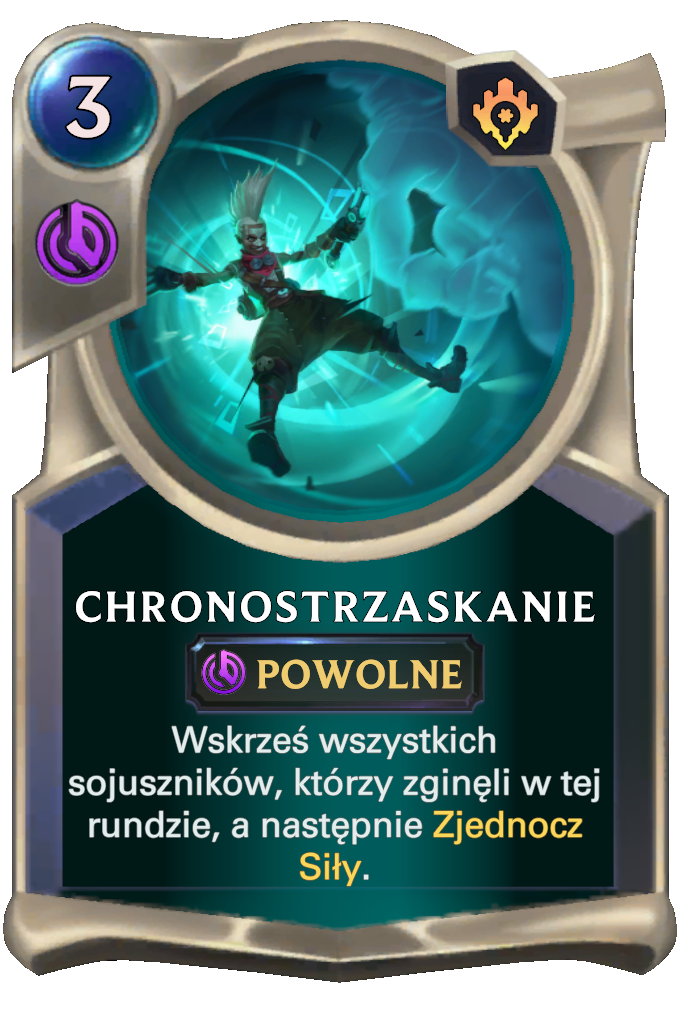 3
CHRONOSTRZASKANIE
POWOLNE
Wskrześ wszystkich
sojuszników, którzy zginęli w tej
rundzie, a następnie Zjednocz
Siły.